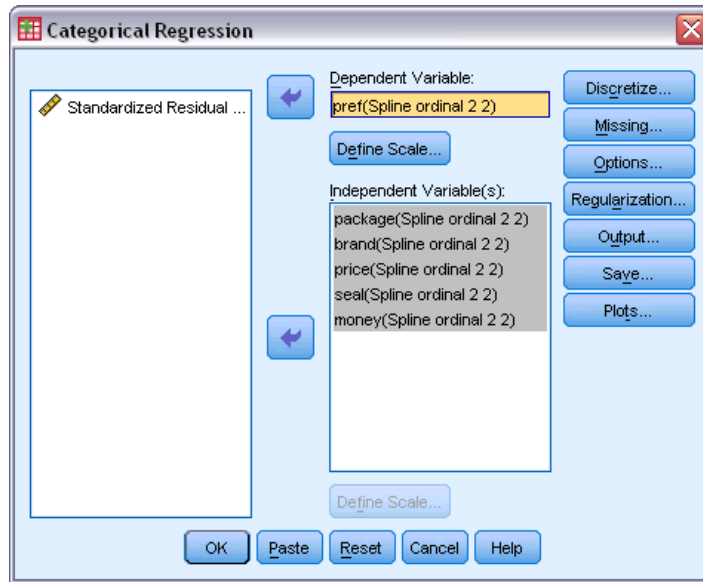 Categorical Regression
Standardized Residual ...
Dependent Variable:
pref(Spline ordinal 2 2)
Define Scale...
Independent Variable(s):
package(Spline ordinal 2 2)
brand(Spline ordinal 2 2)
price(Spline ordinal 2 2)
seal(Spline ordinal 2 2)
money(Spline ordinal 2 2)
Define Scale...
Discretize...
Missing...
Options...
Regularization...
Output...
Save...
Plots...
OK
Paste
Reset
Cancel
Help